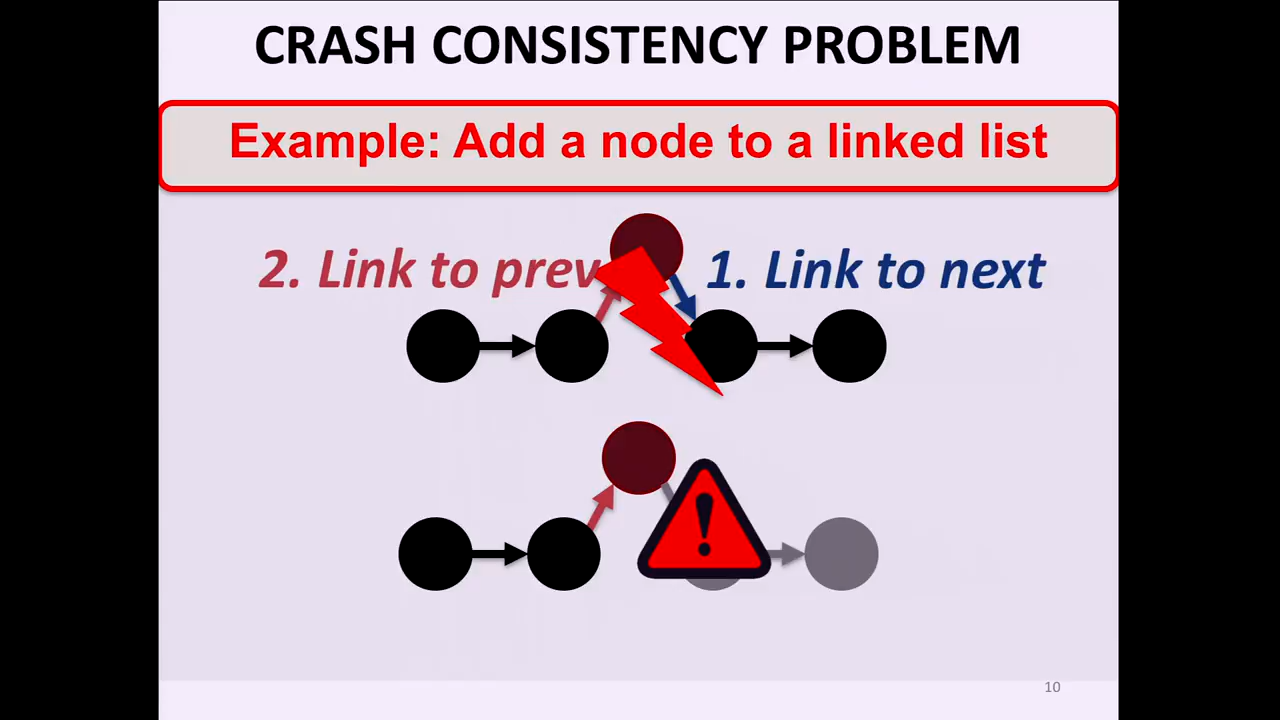 CRASH CONSISTENCY PROBLEM
Example: Add a node to a linked list
2. Link to prev
1. Link to next
!
10